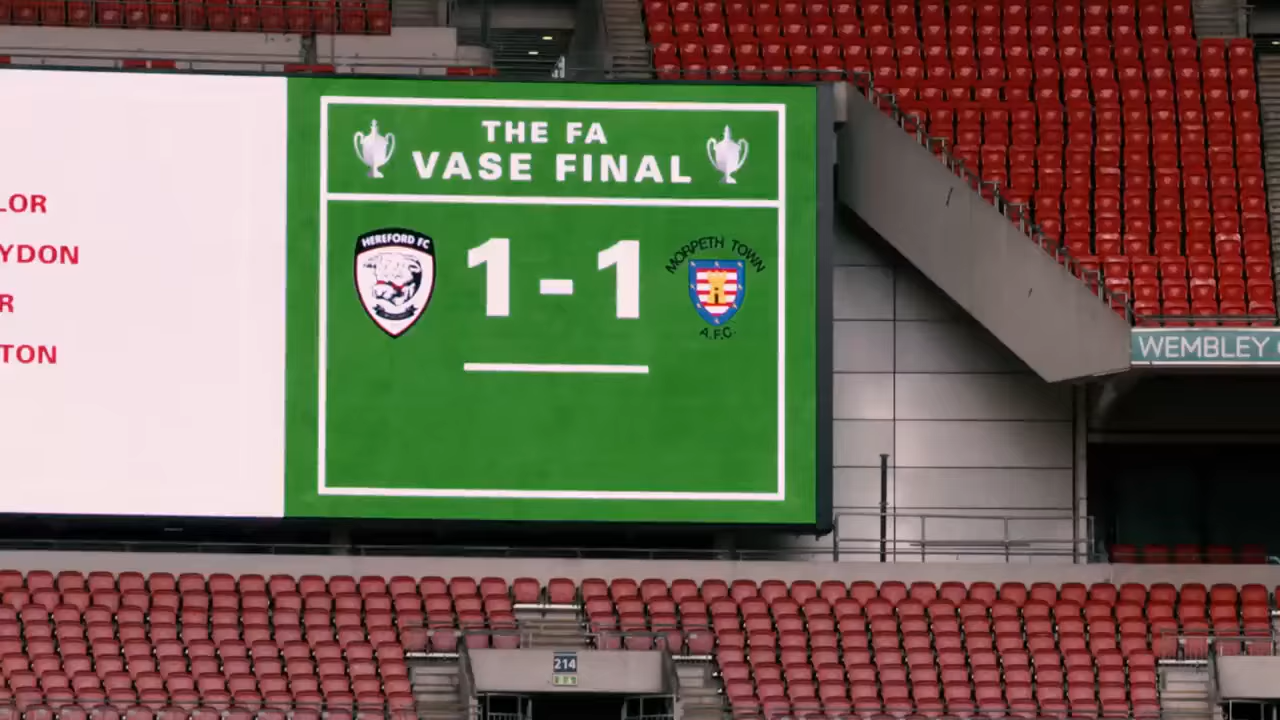 LOR
YDON
R
TON
THE FA
VASE FINAL
HEREFORD FC
1 - 1
MORPETH TOWN
A.F.C.
WEMBLEY
214